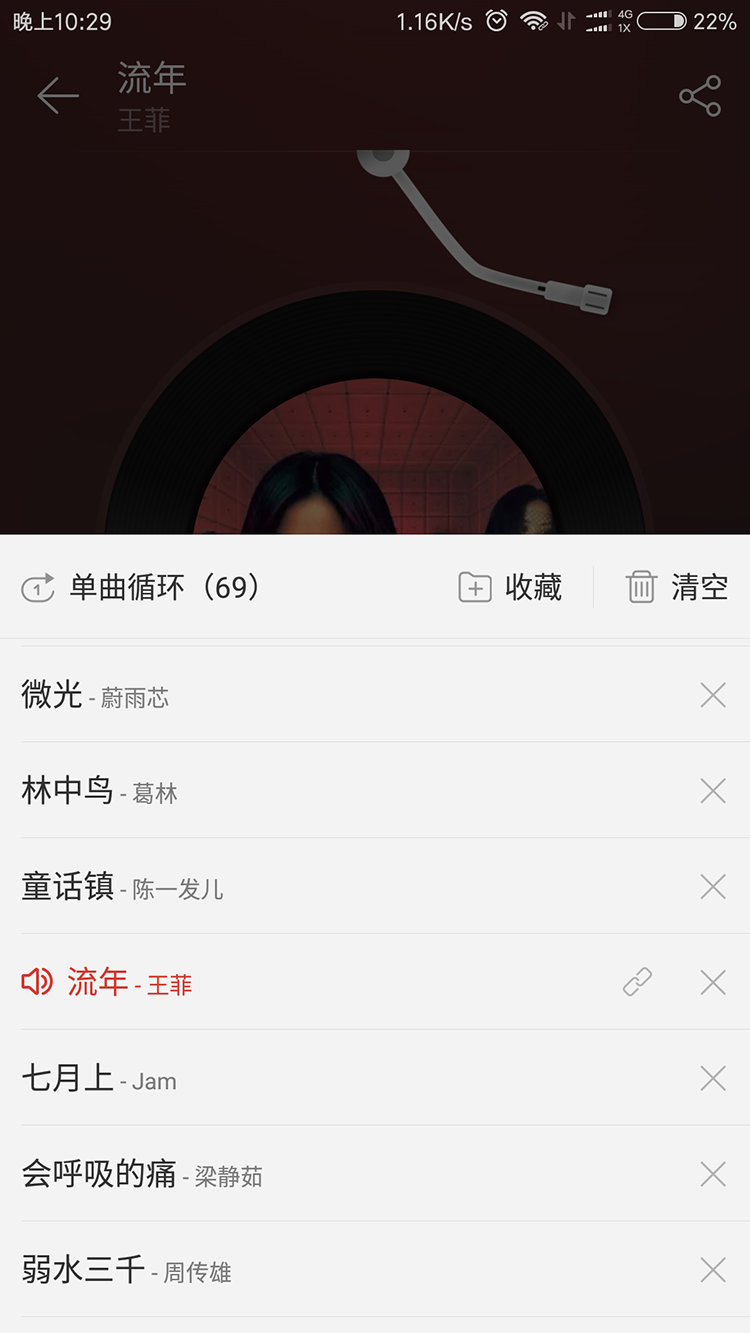 晚上10:29 1.16K/s 4G 1X 22%
流年
王菲
1 单曲循环（69） 收藏 清空
微光 - 蔚雨芯
林中鸟 - 葛林
童话镇 - 陈一发儿
流年 - 王菲
七月上 - Jam
会呼吸的痛 - 梁静茹
弱水三千 - 周传雄